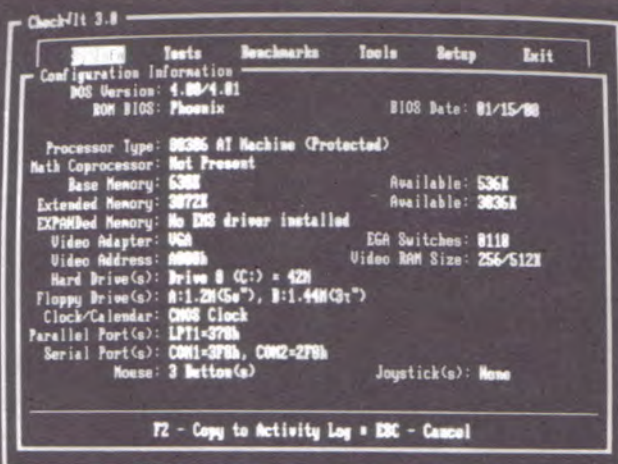 Check√It 3.0
SysInfo Tests Benchmarks Tools Setup Exit
Configuration Information
DOS Version: 4.00/4.01
ROM BIOS: Phoenix BIOS Date: 01/15/88
Processor Type: 80386 AT Machine (Protected)
Math Coprocessor: Not Present
Base Memory: 638K Available: 536K
Extended Memory: 3072K Available: 3036K
EXPANDed Memory: No EMS driver installed
Video Adapter: VGA EGA Switches: 0110
Video Address: A000h Video RAM Size: 256/512K
Hard Drive(s): Drive 0 (C:) = 42M
Floppy Drive(s): A:1.2M(5¼"), B:1.44M(3½")
Clock/Calendar: CMOS Clock
Parallel Port(s): LPT1=378h
Serial Port(s): COM1=3F8h, COM2=2F8h
Mouse: 3 Button(s) Joystick(s): None
F2 - Copy to Activity Log • ESC - Cancel